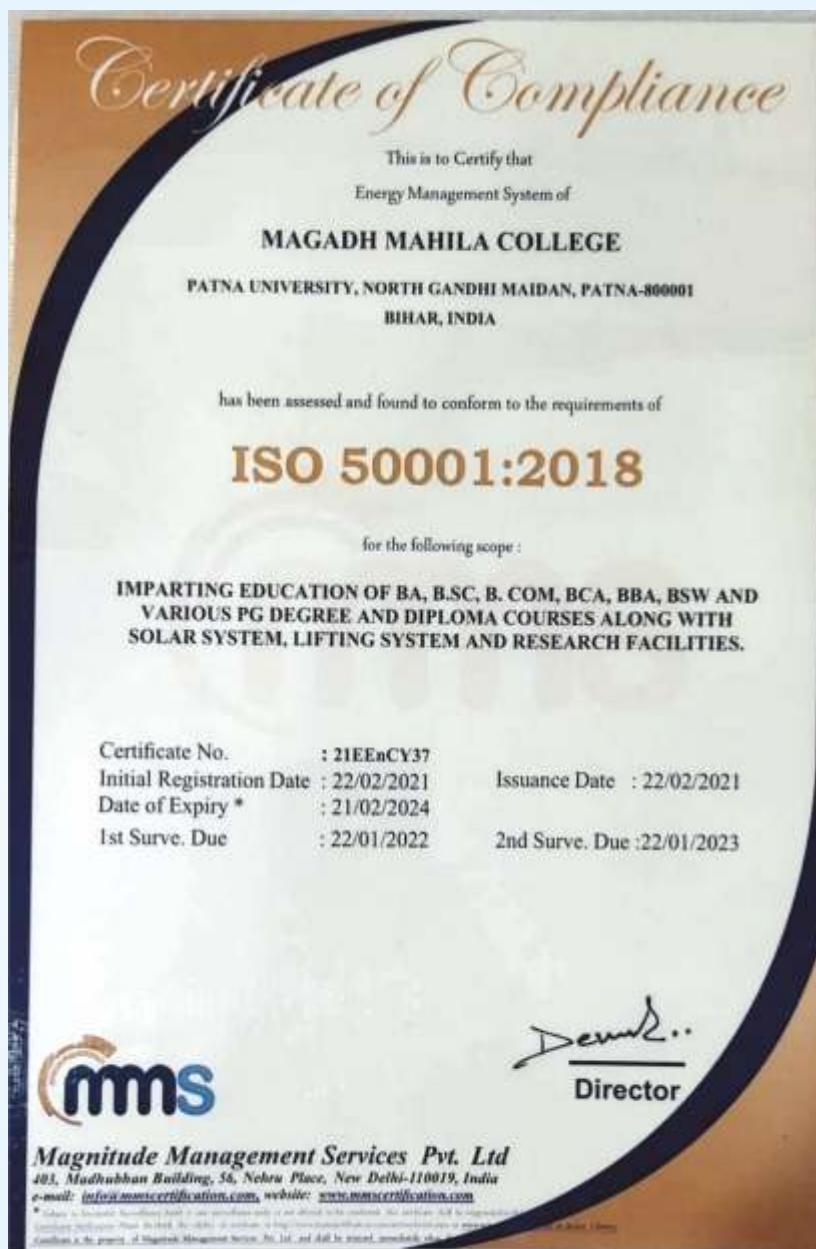 Certificate of Compliance
This is to Certify that
Energy Management System of
MAGADH MAHILA COLLEGE
PATNA UNIVERSITY, NORTH GANDHI MAIDAN, PATNA-800001
BIHAR, INDIA
has been assessed and found to conform to the requirements of
ISO 50001:2018
for the following scope :
IMPARTING EDUCATION OF BA, B.SC, B. COM, BCA, BBA, BSW AND
VARIOUS PG DEGREE AND DIPLOMA COURSES ALONG WITH
SOLAR SYSTEM, LIFTING SYSTEM AND RESEARCH FACILITIES.
Certificate No. : 21EEnCY37
Initial Registration Date : 22/02/2021 Issuance Date : 22/02/2021
Date of Expiry * : 21/02/2024
1st Surve. Due : 22/01/2022 2nd Surve. Due :22/01/2023
Director
mms
Magnitude Management Services Pvt. Ltd
403, Madhubhan Building, 56, Nehru Place, New Delhi-110019, India
e-mail: info@mmscertification.com, website: www.mmscertification.com